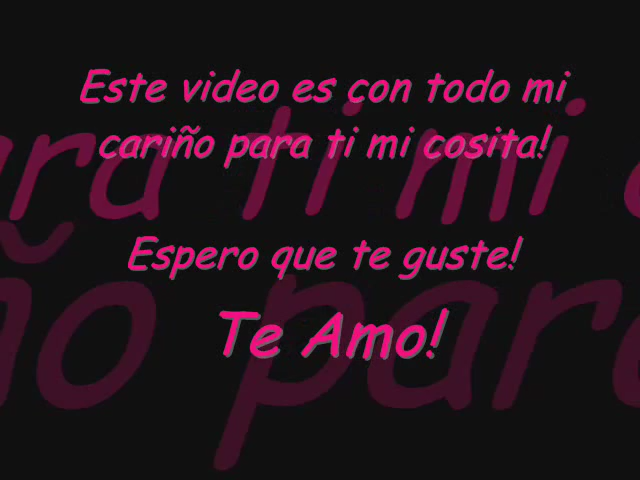 Este video es con todo mi
cariño para ti mi cosita!
Espero que te guste!
Te Amo!